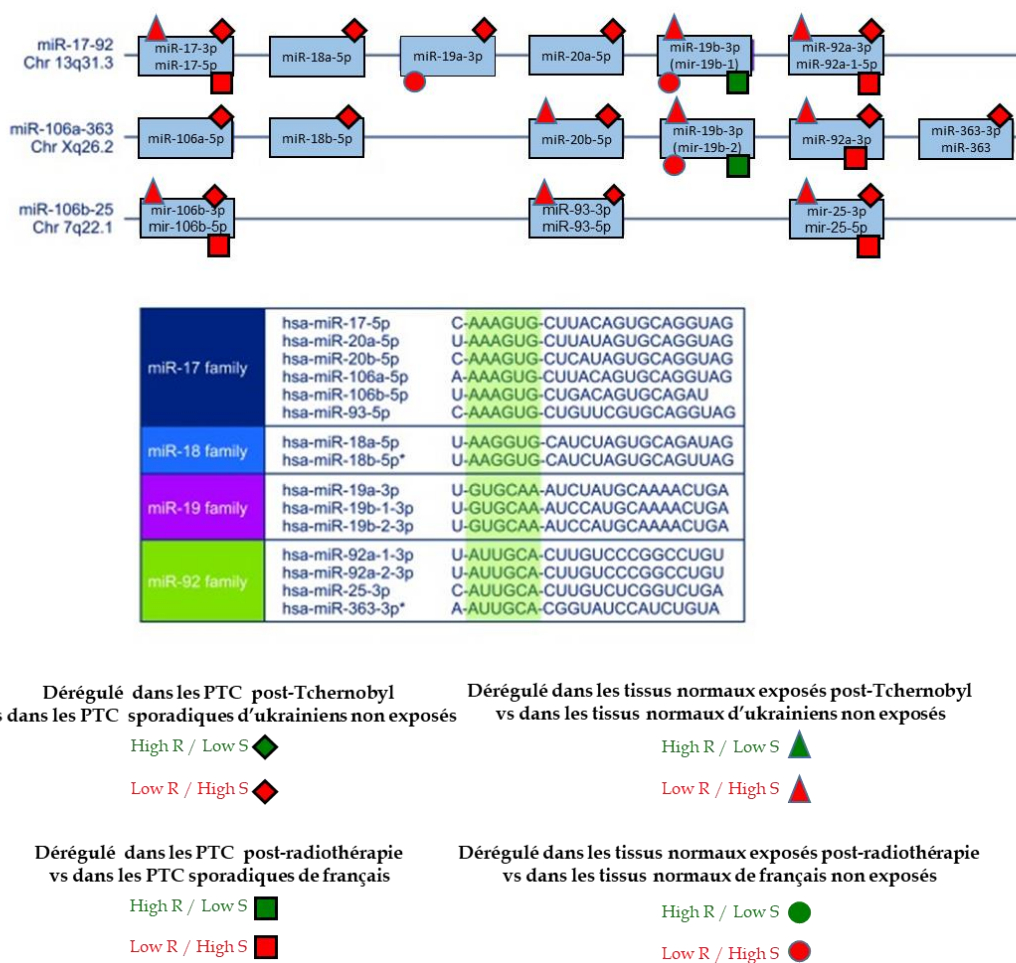 miR-17-92
Chr 13q31.3
miR-17-3p
miR-17-5p
miR-18a-5p
miR-19a-3p
miR-20a-5p
miR-19b-3p
(mir-19b-1)
miR-92a-3p
miR-92a-1-5p
miR-106a-363
Chr Xq26.2
miR-106a-5p
miR-18b-5p
miR-20b-5p
miR-19b-3p
(mir-19b-2)
miR-92a-3p
miR-363-3p
miR-363
miR-106b-25
Chr 7q22.1
mir-106b-3p
mir-106b-5p
miR-93-3p
miR-93-5p
mir-25-3p
mir-25-5p
miR-17 family
hsa-miR-17-5p C-AAAGUG-CUUACAGUGCAGGUAG
hsa-miR-20a-5p U-AAAGUG-CUUAUAGUGCAGGUAG
hsa-miR-20b-5p C-AAAGUG-CUCAUAGUGCAGGUAG
hsa-miR-106a-5p A-AAAGUG-CUUACAGUGCAGGUAG
hsa-miR-106b-5p U-AAAGUG-CUGACAGUGCAGAU
hsa-miR-93-5p C-AAAGUG-CUGUUCGUGCAGGUAG
miR-18 family
hsa-miR-18a-5p U-AAGGUG-CAUCUAGUGCAGAUAG
hsa-miR-18b-5p* U-AAGGUG-CAUCUAGUGCAGUUAG
miR-19 family
hsa-miR-19a-3p U-GUGCAA-AUCUAUGCAAAACUGA
hsa-miR-19b-1-3p U-GUGCAA-AUCCAUGCAAAACUGA
hsa-miR-19b-2-3p U-GUGCAA-AUCCAUGCAAAACUGA
miR-92 family
hsa-miR-92a-1-3p U-AUUGCA-CUUGUCCCGGCCUGU
hsa-miR-92a-2-3p U-AUUGCA-CUUGUCCCGGCCUGU
hsa-miR-25-3p C-AUUGCA-CUUGUCUCGGUCUGA
hsa-miR-363-3p* A-AUUGCA-CGGUAUCCAUCUGUA
Dérégulé dans les PTC post-Tchernobyl
s dans les PTC sporadiques d'ukrainiens non exposés
High R / Low S
Low R / High S
Dérégulé dans les tissus normaux exposés post-Tchernobyl
vs dans les tissus normaux d'ukrainiens non exposés
High R / Low S
Low R / High S
Dérégulé dans les PTC post-radiothérapie
vs dans les PTC sporadiques de français
High R / Low S
Low R / High S
Dérégulé dans les tissus normaux exposés post-radiothérapie
vs dans les tissus normaux de français non exposés
High R / Low S
Low R / High S